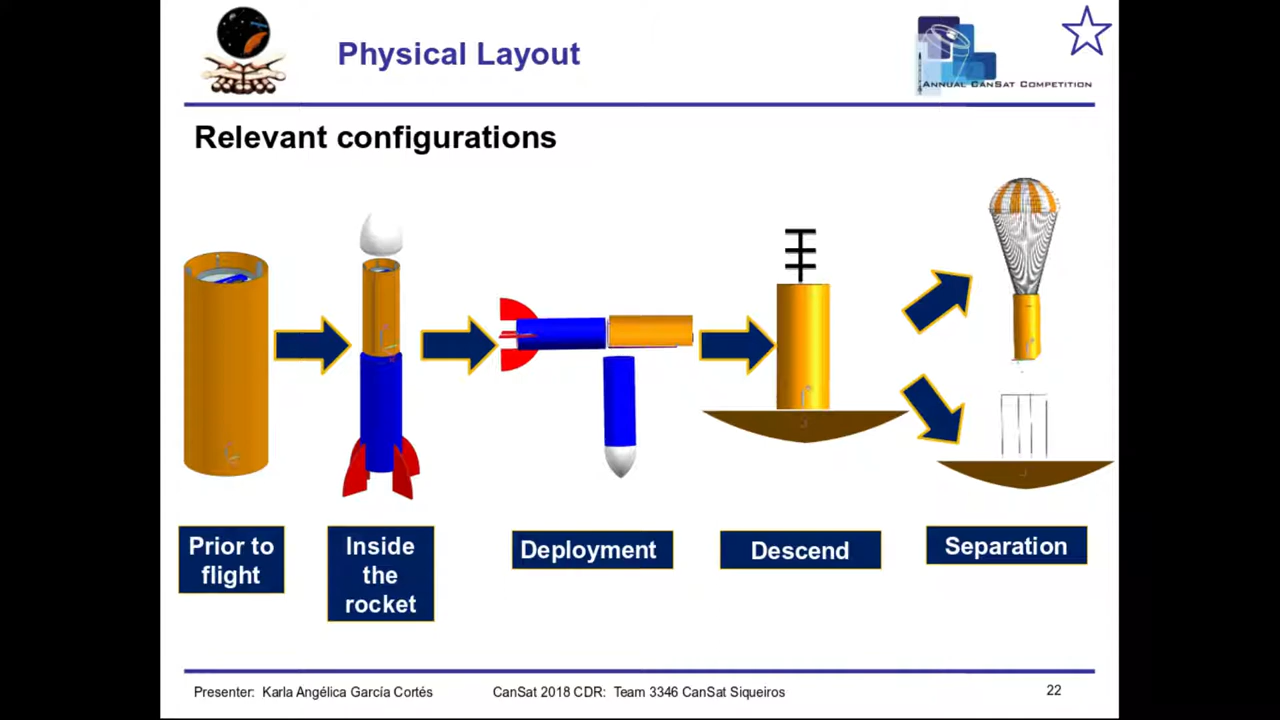 Physical Layout
ANNUAL CANSAT COMPETITION
Relevant configurations
Prior to
flight
Inside
the
rocket
Deployment
Descend
Separation
Presenter: Karla Angélica García Cortés
CanSat 2018 CDR: Team 3346 CanSat Siqueiros
22